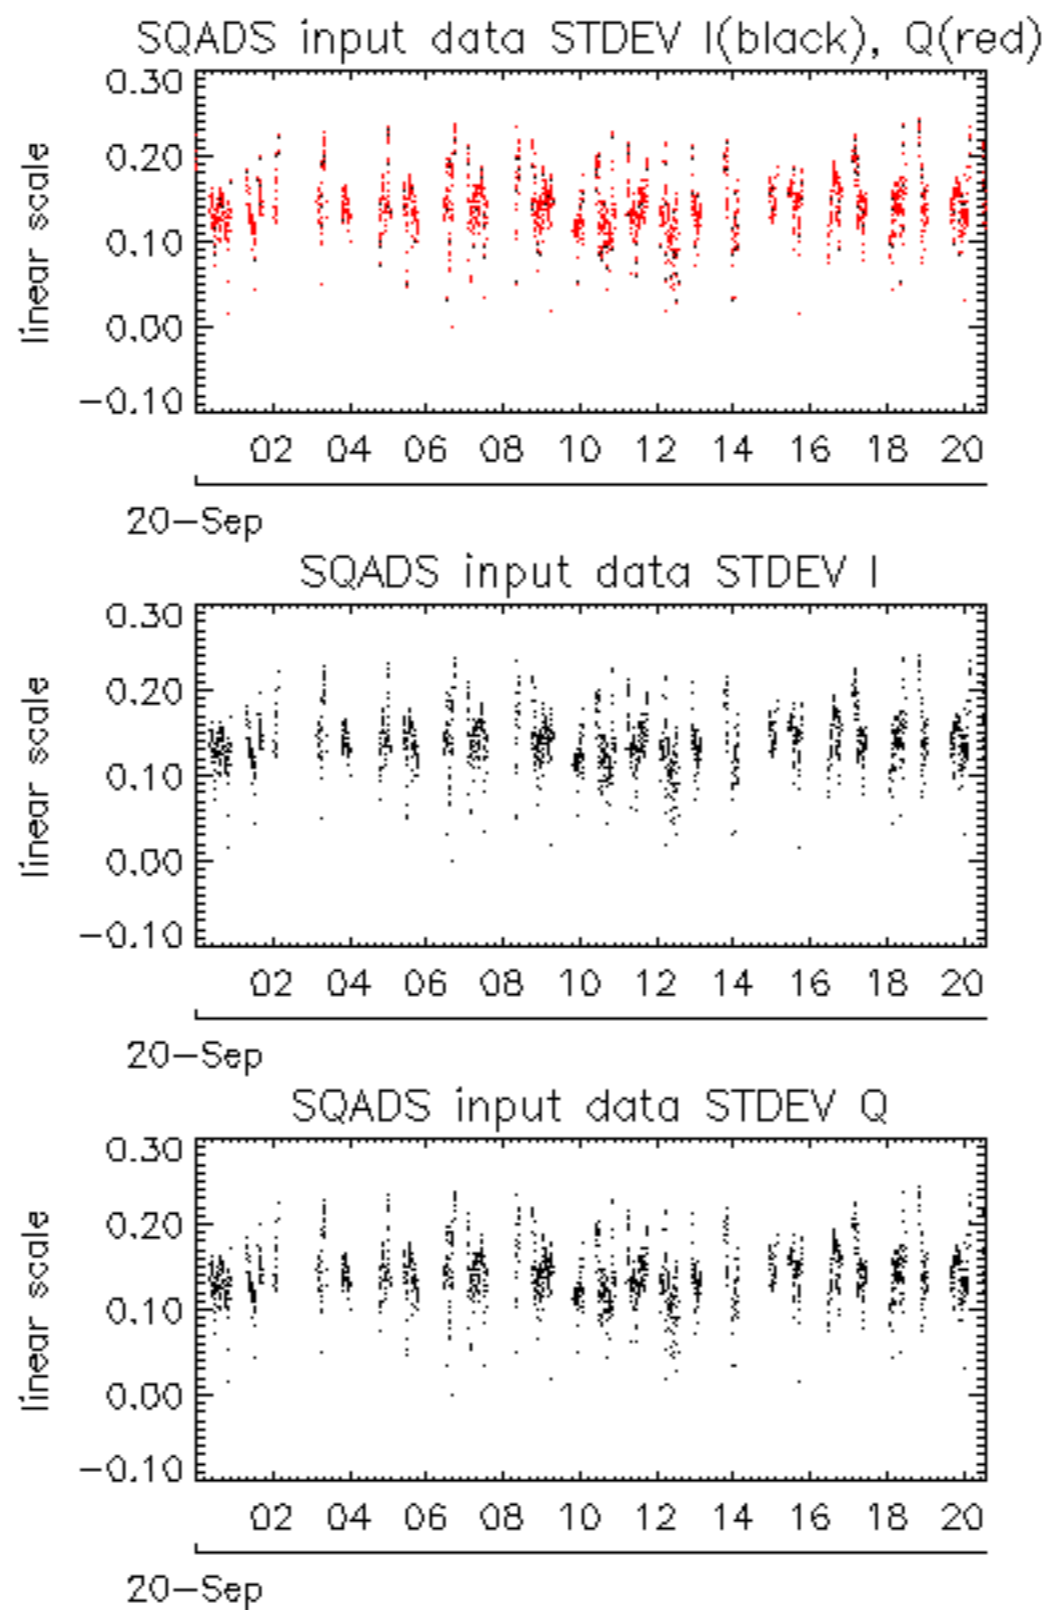 SQADS input data STDEV I(black), Q(red)
linear scale
0.30
0.20
0.10
0.00
-0.10
02 04 06 08 10 12 14 16 18 20
20-Sep
SQADS input data STDEV I
linear scale
0.30
0.20
0.10
0.00
-0.10
02 04 06 08 10 12 14 16 18 20
20-Sep
SQADS input data STDEV Q
linear scale
0.30
0.20
0.10
0.00
-0.10
02 04 06 08 10 12 14 16 18 20
20-Sep